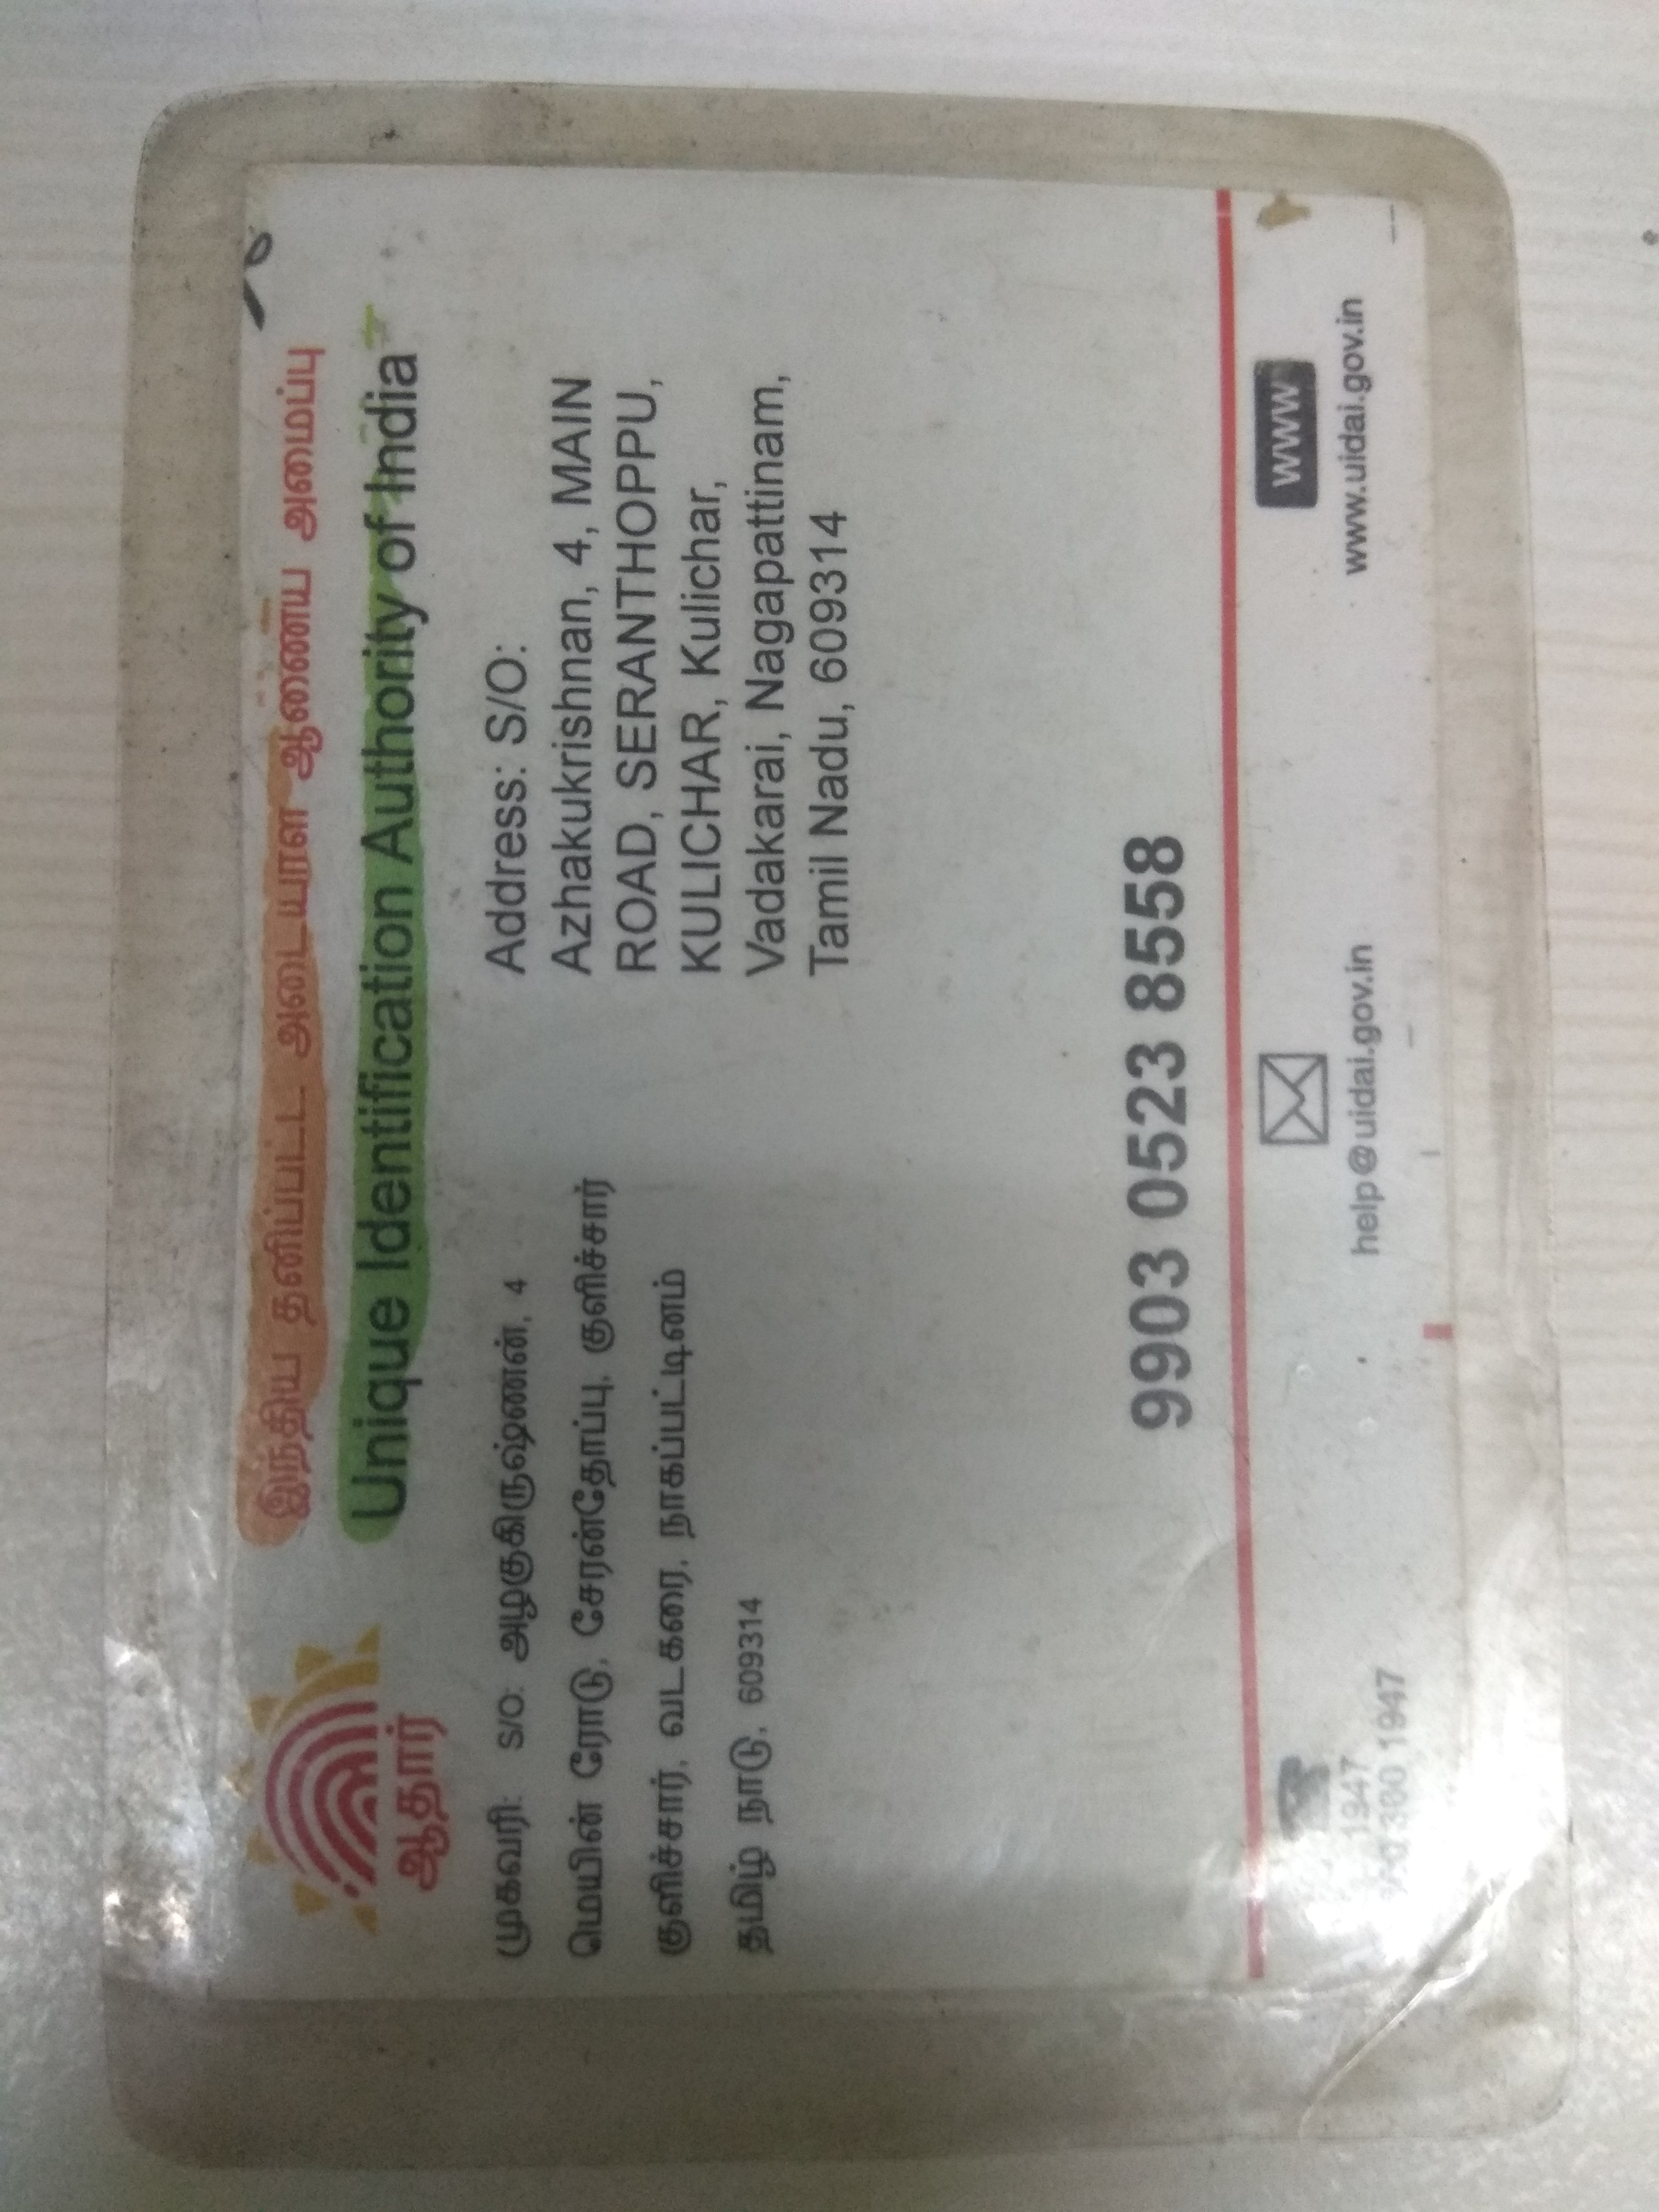 இந்திய தனிப்பட்ட அடையாள ஆணைய அமைப்பு
Unique Identification Authority of India
ஆதார்
முகவரி: S/O: அழகுகிருஷ்ணன், 4
மெயின் ரோடு, சேரன்தோப்பு, குளிச்சார்
குளிச்சார், வடகரை, நாகப்பட்டினம்
தமிழ் நாடு, 609314
Address: S/O:
Azhakukrishnan, 4, MAIN
ROAD, SERANTHOPPU,
KULICHAR, Kulichar,
Vadakarai, Nagapattinam,
Tamil Nadu, 609314
9903 0523 8558
1947
1947
help@uidai.gov.in
www
www.uidai.gov.in